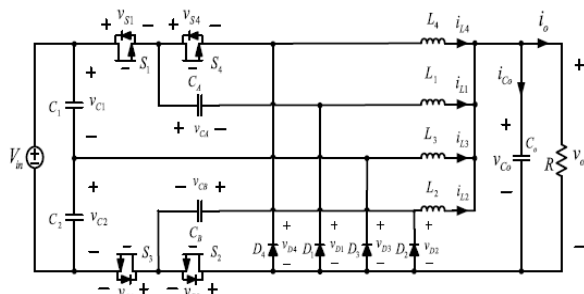 + v_S1 − + v_S4 −
S_1 S_4
L_4 i_L4 i_o
C_A
L_1 i_L1
+ v_CA −
C_1 + v_C1 −
L_3 i_L3
i_Co
V_in
+ v_Co − C_o
R + v_o −
− v_CB +
C_B
L_2 i_L2
C_2 + v_C2 −
S_3 S_2
D_4 + v_D4 − D_1 + v_D1 − D_3 + v_D3 − D_2 + v_D2 −